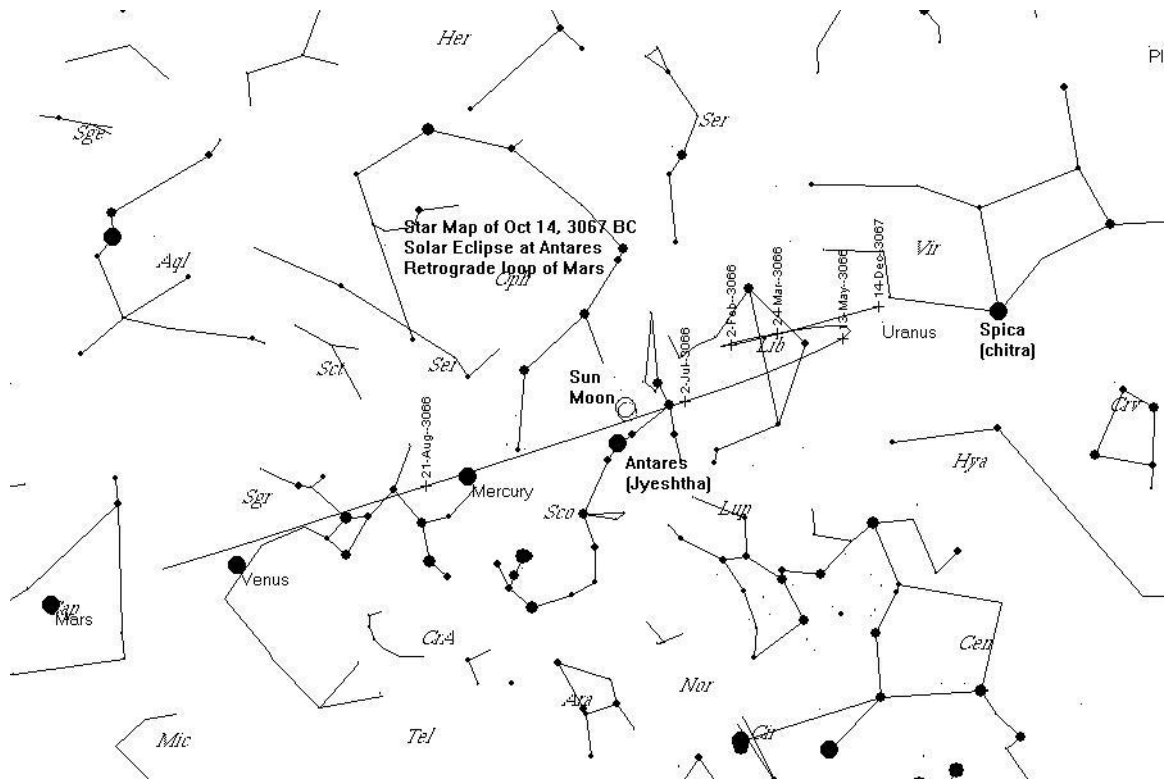 Her
Pl
Sge
Ser
Star Map of Oct 14, 3067 BC
Solar Eclipse at Antares
Retrograde loop of Mars
Oph
Aql
Vir
2-Feb--3066
24-Mar--3066
3-May--3066
14-Dec--3067
Uranus
Spica
(chitra)
Lib
Sct
Ser
Sun
Moon
2-Jul--3066
Crv
21-Aug--3066
Antares
(Jyeshtha)
Hya
Sgr
Mercury
Sco
Lup
Venus
Cap
Mars
CrA
Cen
Nor
Ara
Mic
Tel
Cir